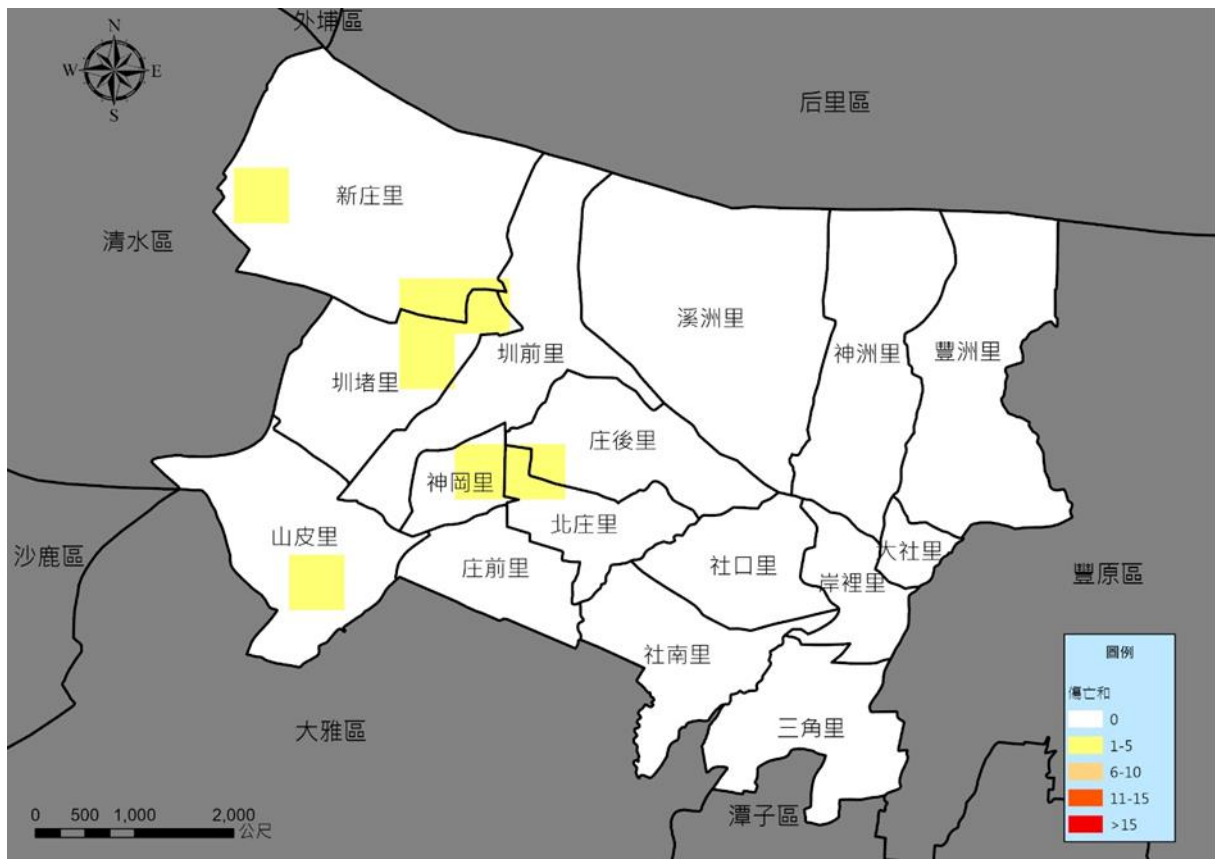 外埔區
N
W
E
S
后里區
新庄里
清水區
溪洲里
圳前里
神洲里
豐洲里
圳堵里
庄後里
神岡里
北庄里
山皮里
大社里
沙鹿區
庄前里
社口里
岸裡里
豐原區
社南里
大雅區
三角里
潭子區
圖例
傷亡和
0
1-5
6-10
11-15
>15
0 500 1,000 2,000
公尺